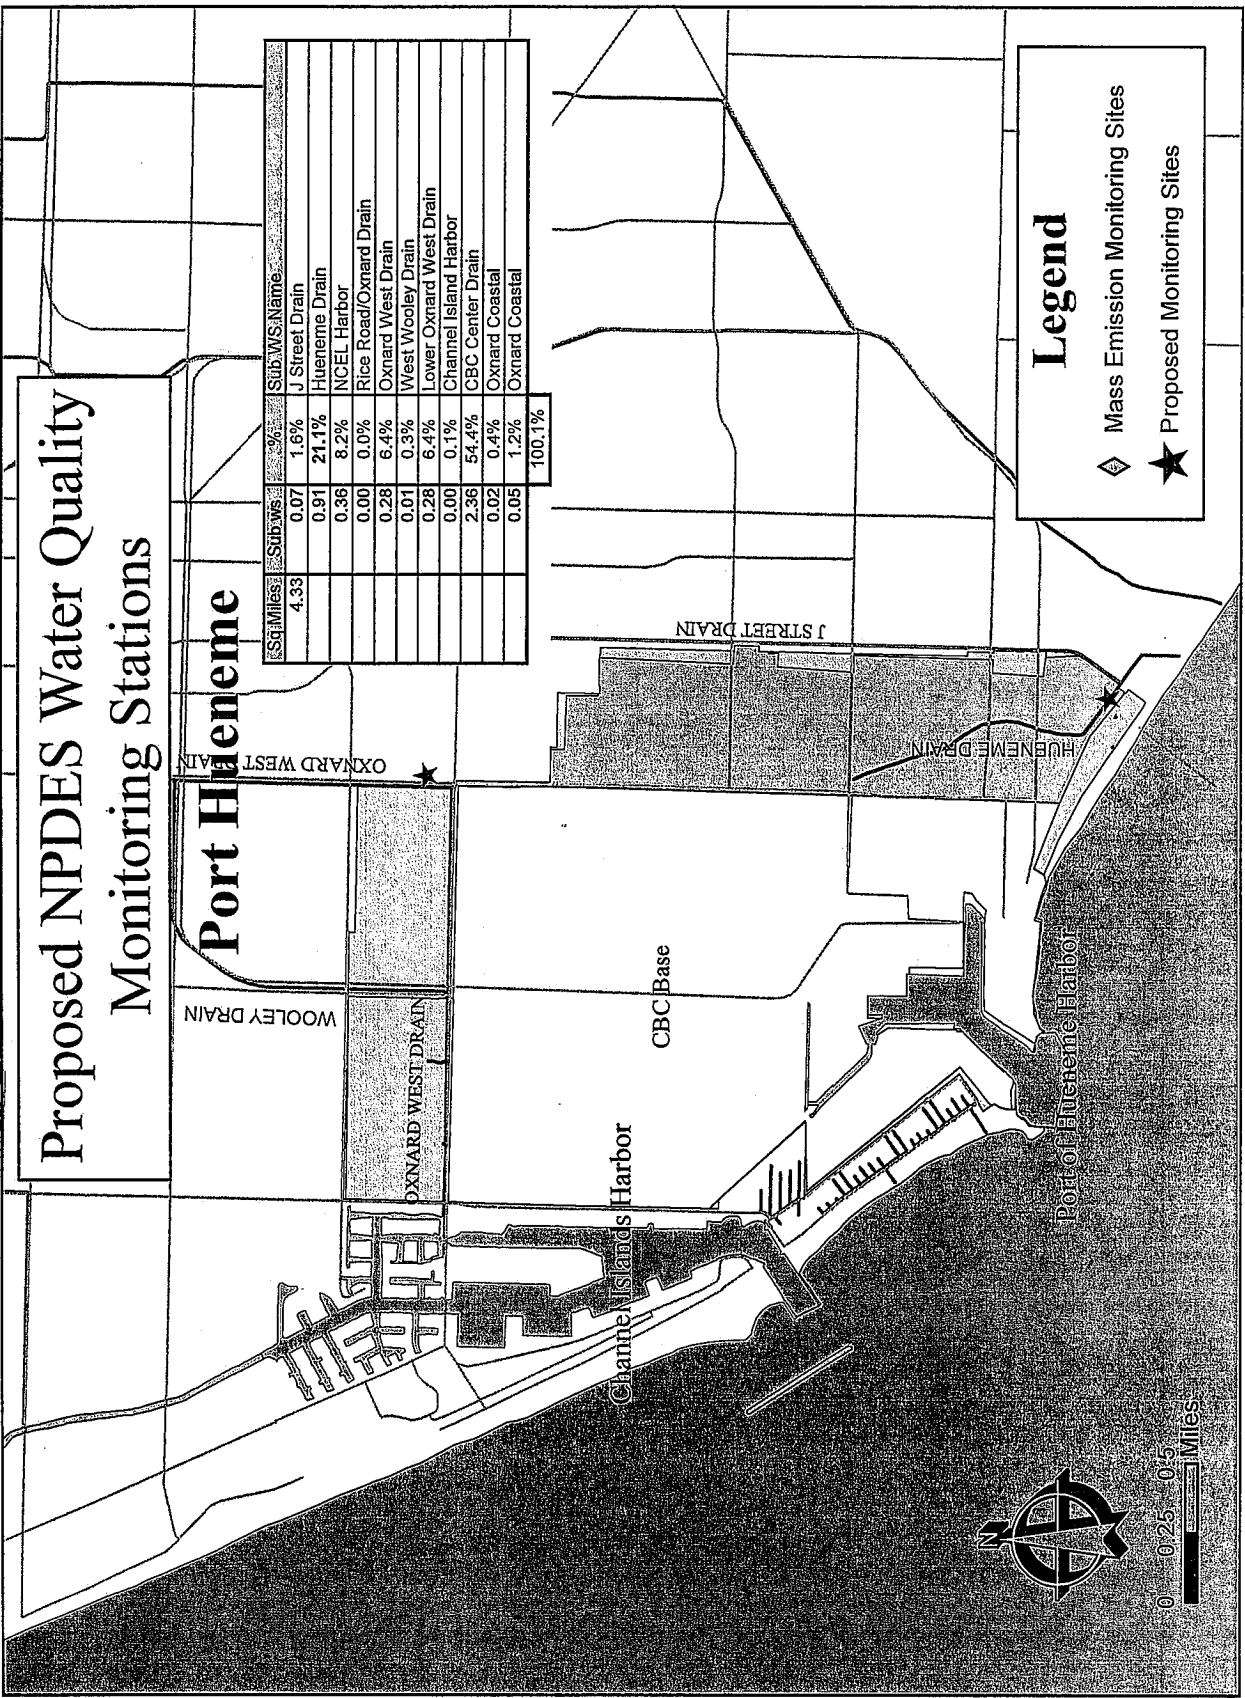 Proposed NPDES Water Quality
Monitoring Stations
Port Hueneme
Sq Miles Sub ws % Sub WS Name
4.33 0.07 1.6% J Street Drain
0.91 21.1% Hueneme Drain
0.36 8.2% NCEL Harbor
0.00 0.0% Rice Road/Oxnard Drain
0.28 6.4% Oxnard West Drain
0.01 0.3% West Wooley Drain
0.28 6.4% Lower Oxnard West Drain
0.00 0.1% Channel Island Harbor
2.36 54.4% CBC Center Drain
0.02 0.4% Oxnard Coastal
0.05 1.2% Oxnard Coastal
100.1%
OXNARD WEST DRAIN
WOOLEY DRAIN
OXNARD WEST DRAIN
J STREET DRAIN
HUENEME DRAIN
CBC Base
Channel Islands Harbor
Port of Hueneme Harbor
N
0 0.25 0.5
Miles
Legend
Mass Emission Monitoring Sites
Proposed Monitoring Sites